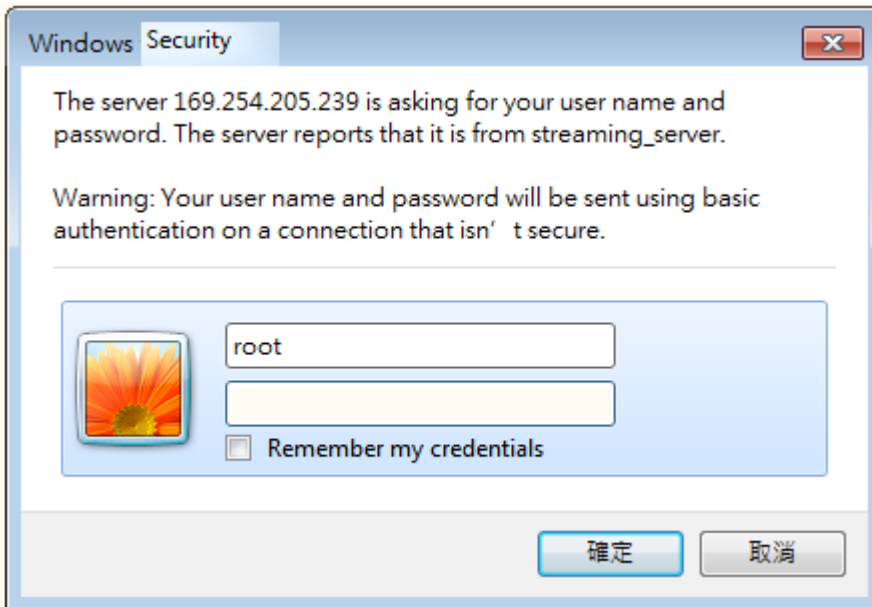 Windows Security
The server 169.254.205.239 is asking for your user name and
password. The server reports that it is from streaming_server.
Warning: Your user name and password will be sent using basic
authentication on a connection that isn’ t secure.
root
Remember my credentials
確定 取消